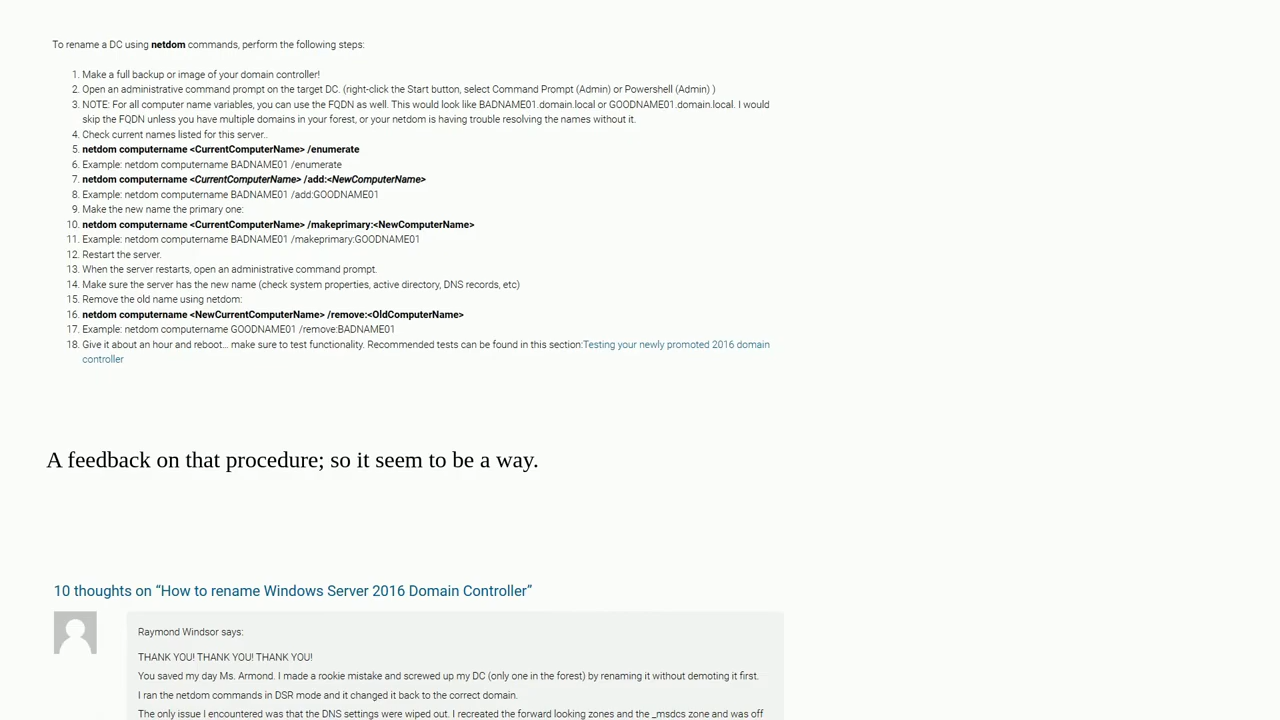 To rename a DC using netdom commands, perform the following steps:
1. Make a full backup or image of your domain controller!
2. Open an administrative command prompt on the target DC. (right-click the Start button, select Command Prompt (Admin) or Powershell (Admin) )
3. NOTE: For all computer name variables, you can use the FQDN as well. This would look like BADNAME01.domain.local or GOODNAME01.domain.local. I would
skip the FQDN unless you have multiple domains in your forest, or your netdom is having trouble resolving the names without it.
4. Check current names listed for this server..
5. netdom computername <CurrentComputerName> /enumerate
6. Example: netdom computername BADNAME01 /enumerate
7. netdom computername <CurrentComputerName> /add:<NewComputerName>
8. Example: netdom computername BADNAME01 /add:GOODNAME01
9. Make the new name the primary one:
10. netdom computername <CurrentComputerName> /makeprimary:<NewComputerName>
11. Example: netdom computername BADNAME01 /makeprimary:GOODNAME01
12. Restart the server.
13. When the server restarts, open an administrative command prompt.
14. Make sure the server has the new name (check system properties, active directory, DNS records, etc)
15. Remove the old name using netdom:
16. netdom computername <NewCurrentComputerName> /remove:<OldComputerName>
17. Example: netdom computername GOODNAME01 /remove:BADNAME01
18. Give it about an hour and reboot... make sure to test functionality. Recommended tests can be found in this section:Testing your newly promoted 2016 domain
controller
A feedback on that procedure; so it seem to be a way.
10 thoughts on “How to rename Windows Server 2016 Domain Controller”
Raymond Windsor says:
THANK YOU! THANK YOU! THANK YOU!
You saved my day Ms. Armond. I made a rookie mistake and screwed up my DC (only one in the forest) by renaming it without demoting it first.
I ran the netdom commands in DSR mode and it changed it back to the correct domain.
The only issue I encountered was that the DNS settings were wiped out. I recreated the forward looking zones and the _msdcs zone and was off